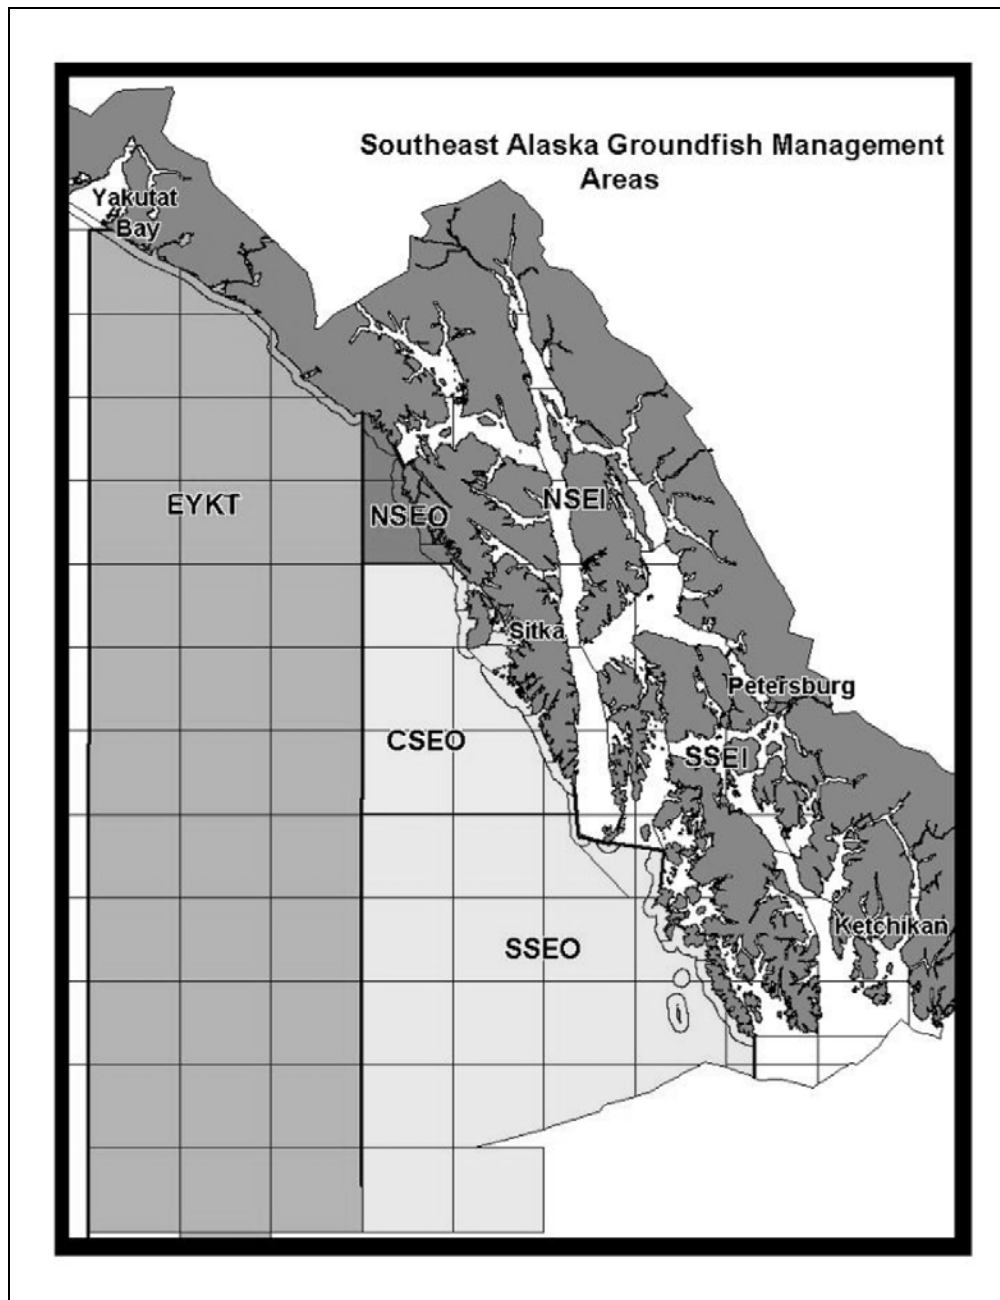 Southeast Alaska Groundfish Management
Areas
Yakutat
Bay
EYKT
NSEO
NSEI
Sitka
Petersburg
CSEO
SSEI
Ketchikan
SSEO